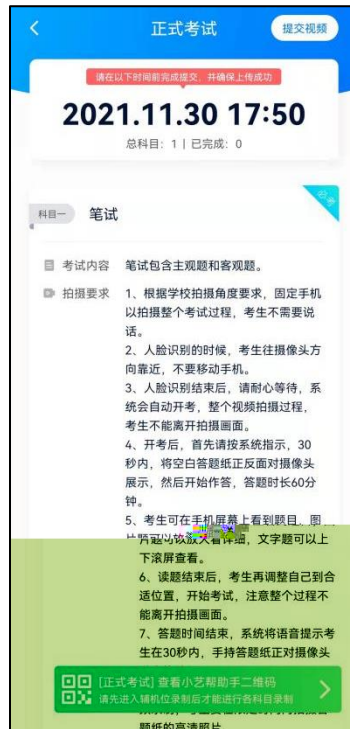 正式考试
提交视频
请在以下时间前完成提交，并确保上传成功
2021.11.30 17:50
总科目：1 | 已完成：0
必考
科目一
笔试
考试内容
笔试包含主观题和客观题。
拍摄要求
1、根据学校拍摄角度要求，固定手机
以拍摄整个考试过程，考生不需要说
话。
2、人脸识别的时候，考生往摄像头方
向靠近，不要移动手机。
3、人脸识别结束后，请耐心等待，系
统会自动开考，整个视频拍摄过程，
考生不能离开拍摄画面。
4、开考后，首先请按系统指示，30
秒内，将空白答题纸正反面对摄像头
展示，然后开始作答，答题时长60分
钟。
5、考生可在手机屏幕上看到题目，图
片题可以放大看详细，文字题可以上
下滚屏查看。
6、读题结束后，考生再调整自己到合
适位置，开始考试，注意整个过程不
能离开拍摄画面。
7、答题时间结束，系统将语音提示考
生在30秒内，手持答题纸正对摄像头
[正式考试] 查看小艺帮助手二维码
请先进入辅机位录制后才能进行各科目录制
题纸的高清照片